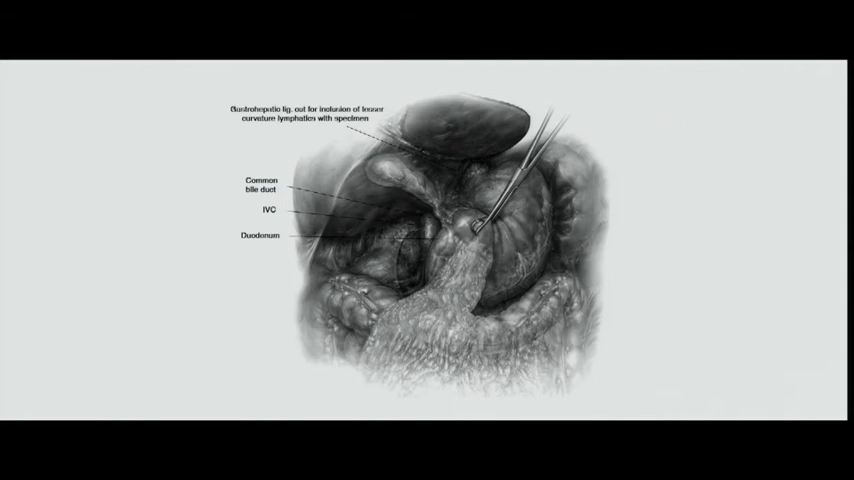 Gastrohepatic lig. cut for inclusion of lesser
curvature lymphatics with specimen
Common
bile duct
IVC
Duodenum